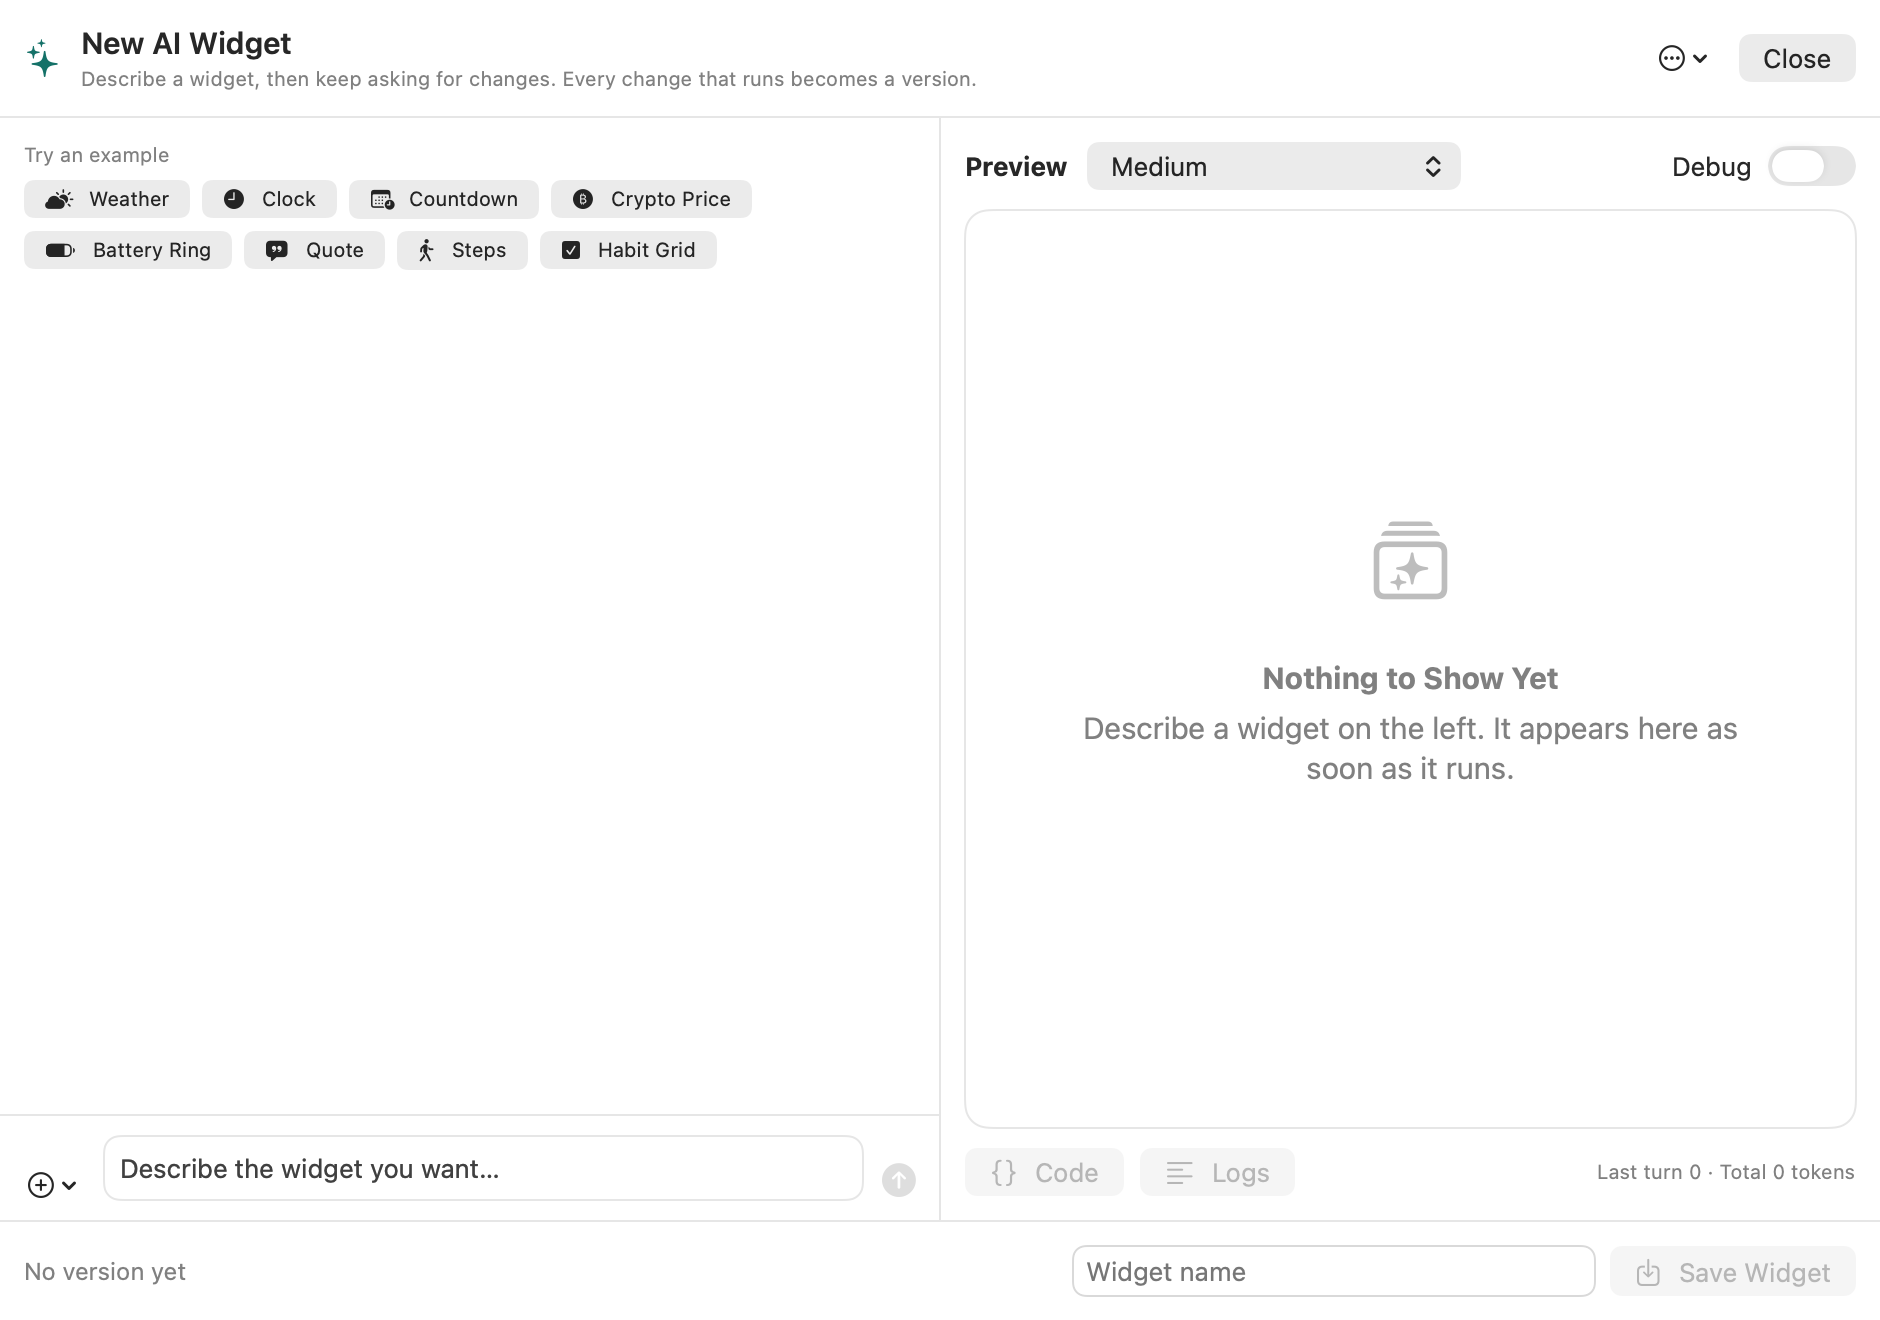 New AI Widget
Describe a widget, then keep asking for changes. Every change that runs becomes a version.
Close
Try an example
Weather
Clock
Countdown
Crypto Price
Battery Ring
Quote
Steps
Habit Grid
Describe the widget you want...
Preview
Medium
Debug
Nothing to Show Yet
Describe a widget on the left. It appears here as
soon as it runs.
{} Code
Logs
Last turn 0 · Total 0 tokens
No version yet
Widget name
Save Widget